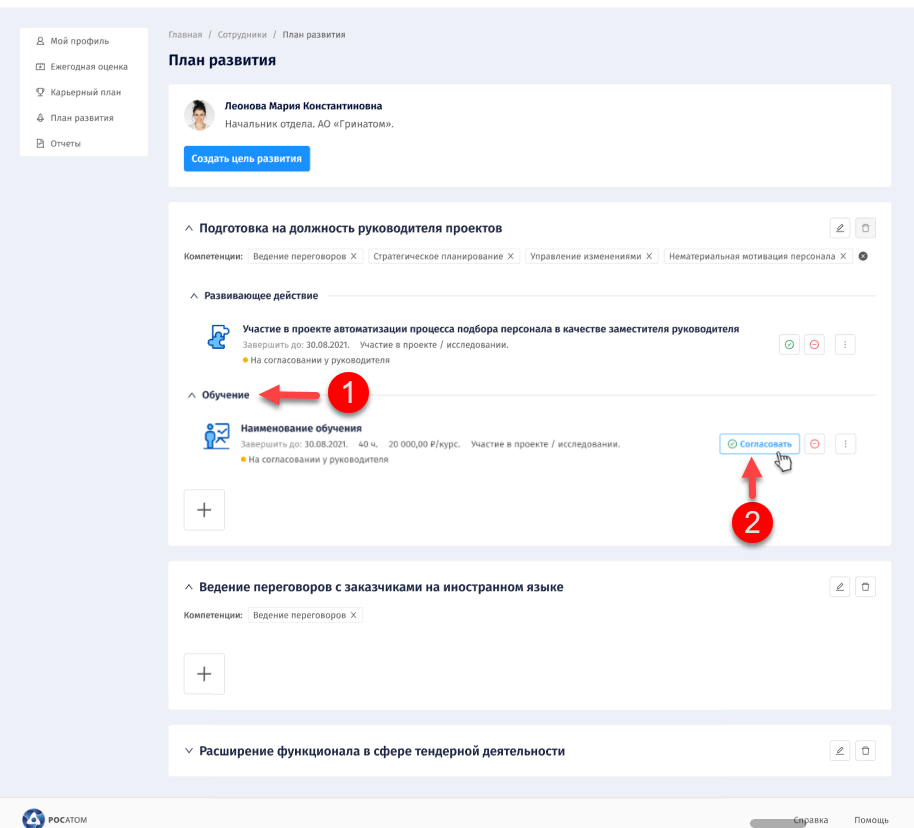 Мой профиль
Ежегодная оценка
Карьерный план
План развития
Отчеты
Главная / Сотрудники / План развития
План развития
Леонова Мария Константиновна
Начальник отдела. АО «Гринатом».
Создать цель развития
Подготовка на должность руководителя проектов
Компетенции: Ведение переговоров X Стратегическое планирование X Управление изменениями X Нематериальная мотивация персонала X
Развивающее действие
Участие в проекте автоматизации процесса подбора персонала в качестве заместителя руководителя
Завершить до: 30.08.2021. Участие в проекте / исследовании.
На согласовании у руководителя
Обучение
1
Наименование обучения
Завершить до: 30.08.2021. 40 ч. 20 000,00 ₽/курс. Участие в проекте / исследовании.
На согласовании у руководителя
Согласовать
2
Ведение переговоров с заказчиками на иностранном языке
Компетенции: Ведение переговоров X
Расширение функционала в сфере тендерной деятельности
РОСАТОМ
Справка Помощь